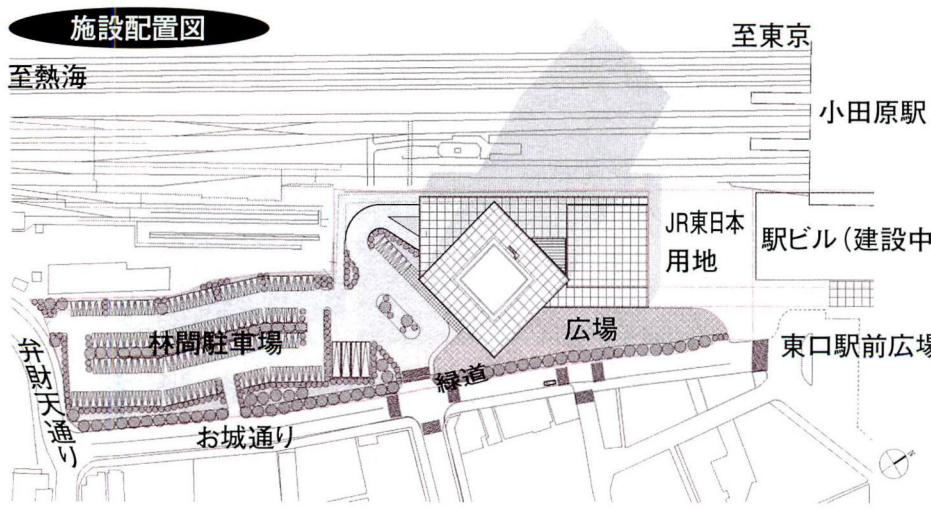 施設配置図
至東京
至熱海
小田原駅
JR東日本
用地
駅ビル（建設中
広場
林間駐車場
東口駅前広場
緑道
弁財天通り
お城通り